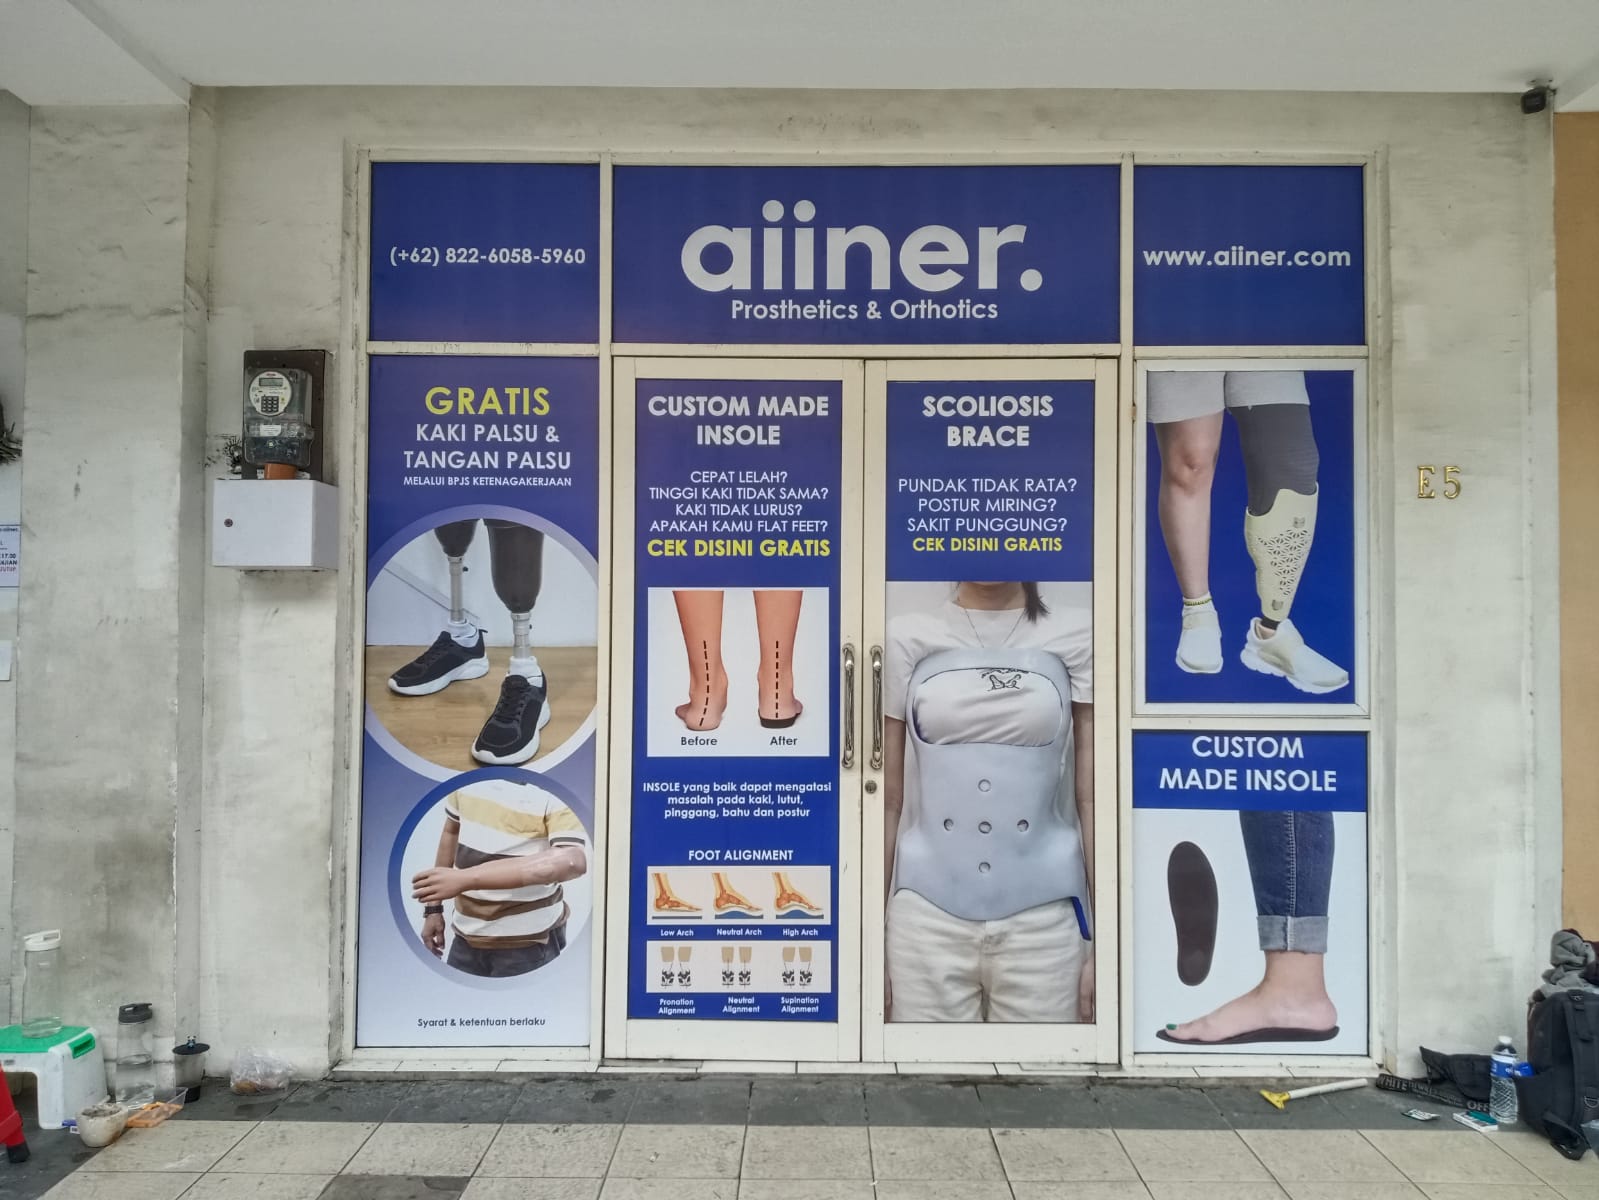 (+62) 822-6058-5960
aiiner.
Prosthetics & Orthotics
www.aiiner.com
GRATIS
KAKI PALSU &
TANGAN PALSU
MELALUI BPJS KETENAGAKERJAAN
Syarat & ketentuan berlaku
CUSTOM MADE
INSOLE
CEPAT LELAH?
TINGGI KAKI TIDAK SAMA?
KAKI TIDAK LURUS?
APAKAH KAMU FLAT FEET?
CEK DISINI GRATIS
Before
After
INSOLE yang baik dapat mengatasi
masalah pada kaki, lutut,
pinggang, bahu dan postur
FOOT ALIGNMENT
Low Arch
Neutral Arch
High Arch
Pronation
Alignment
Neutral
Alignment
Supination
Alignment
SCOLIOSIS
BRACE
PUNDAK TIDAK RATA?
POSTUR MIRING?
SAKIT PUNGGUNG?
CEK DISINI GRATIS
CUSTOM
MADE INSOLE
E5